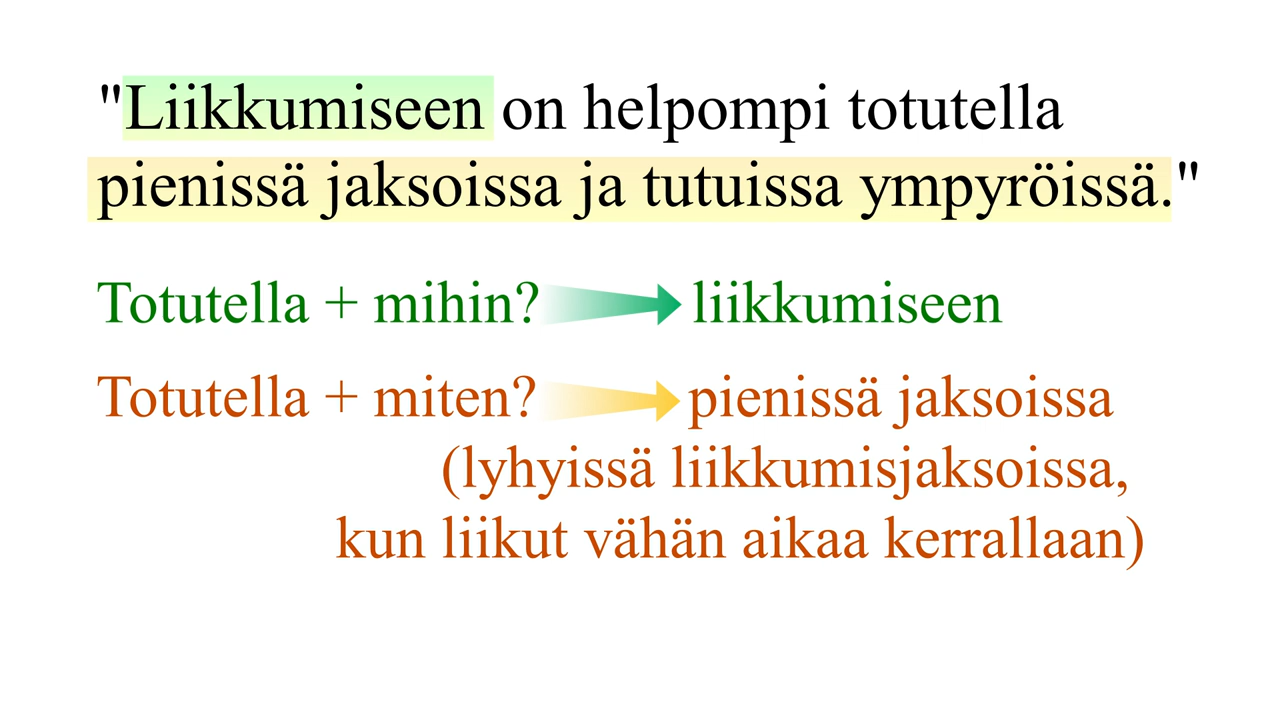 "Liikkumiseen on helpompi totutella
pienissä jaksoissa ja tutuissa ympyröissä."
Totutella + mihin? liikkumiseen
Totutella + miten? pienissä jaksoissa
(lyhyissä liikkumisjaksoissa,
kun liikut vähän aikaa kerrallaan)